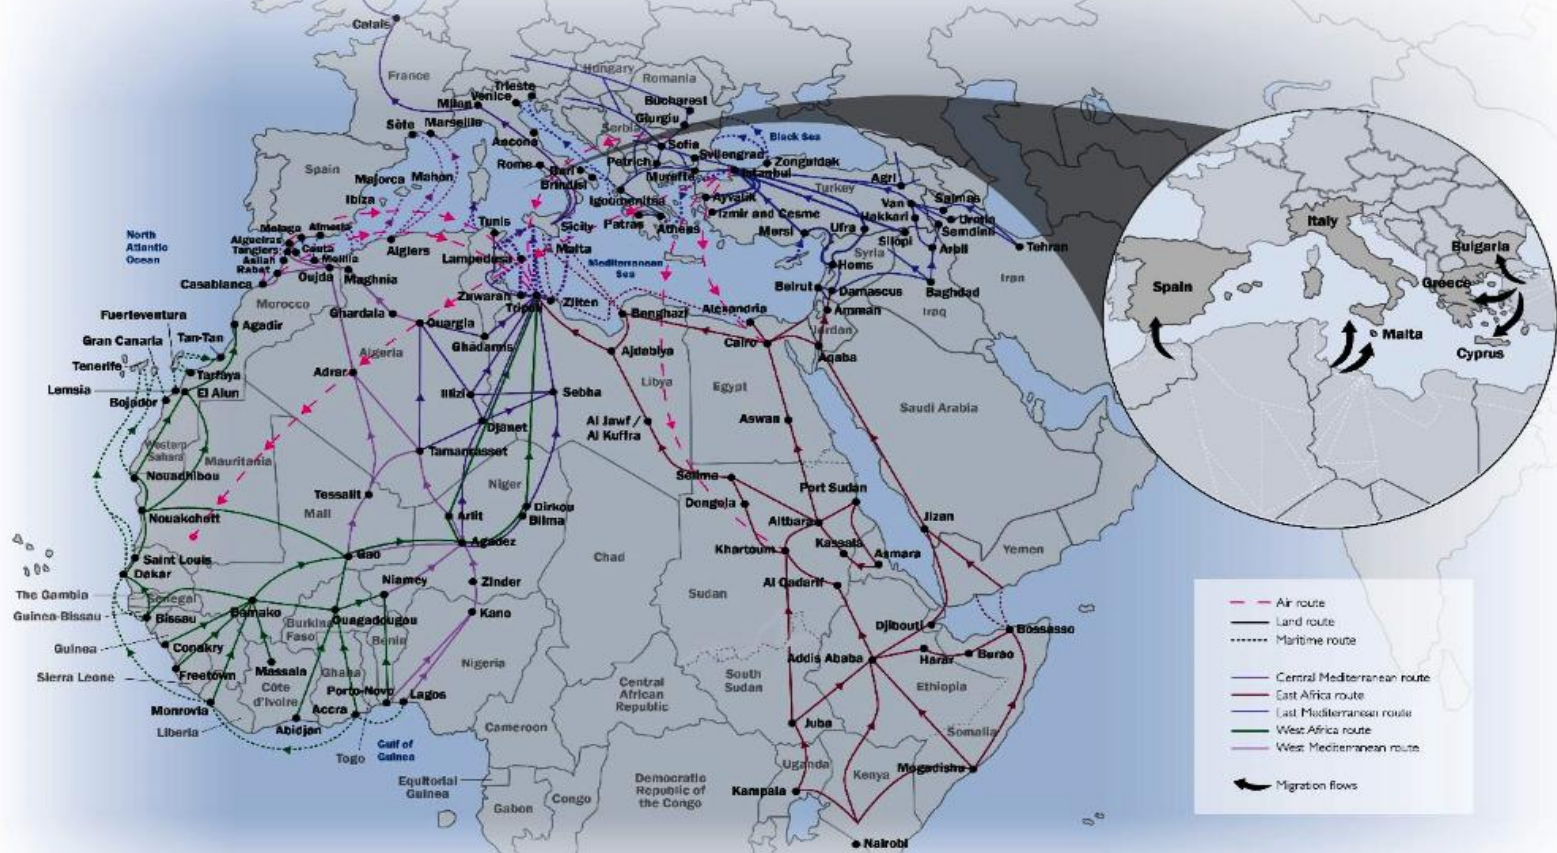 Calais
France
Hungary
Romania
Trieste
Venice
Milan
Bucharest
Giurgiu
Sète
Marseille
Serbia
Black Sea
Ancona
Sofia
Svilengrad
Zonguldak
Spain
Rome
Bari
Petrich
Istanbul
Majorca
Mahon
Brindisi
Turkey
Agri
Ibiza
Igoumenitsa
Ayvalik
Van
Salmas
Malaga
Almeria
Tunis
Sicily
Patras
Athens
Izmir and Cesme
Hakkari
Urmia
North
Atlantic
Ocean
Algeciras
Tangiers
Ceuta
Asilah
Melilla
Rabat
Algiers
Malta
Mersi
Ufra
Silopi
Semdinli
Tehran
Lampedusa
Mediterranean
Sea
Syria
Arbil
Casablanca
Oujda
Maghnia
Homs
Iran
Morocco
Zuwarah
Tripoli
Zliten
Beirut
Damascus
Baghdad
Fuerteventura
Ghardala
Ouargla
Benghazi
Alexandria
Amman
Iraq
Agadir
Jordan
Gran Canaria
Tan-Tan
Ghadams
Algeria
Ajdabiya
Cairo
Aqaba
Tenerife
Tarfaya
Adrar
Libya
Egypt
Lemsia
El Aiun
Illizi
Sebha
Bojador
Djanet
Al Jawf /
Al Kuffra
Aswan
Saudi Arabia
Western
Sahara
Mauritania
Tamanrasset
Nouadhibou
Selima
Tessalit
Niger
Port Sudan
Mali
Dirkou
Bilma
Dongola
Nouakchott
Arlit
Altbara
Jizan
Agadez
Kassala
Saint Louis
Gao
Chad
Khartoum
Asmara
Yemen
Dakar
Niamey
Zinder
Al Qadarif
The Gambia
Senegal
Sudan
Guinea-Bissau
Bissau
Bamako
Burkina
Faso
Ouagadougou
Kano
Djibouti
Bossasso
Guinea
Conakry
Benin
Addis Ababa
Harar
Burao
Sierra Leone
Freetown
Massala
Ghana
Nigeria
South
Sudan
Ethiopia
Côte
d'Ivoire
Porto-Novo
Central
African
Republic
Monrovia
Accra
Lagos
Liberia
Abidjan
Cameroon
Juba
Somalia
Togo
Gulf of
Guinea
Uganda
Mogadishu
Equitorial
Guinea
Kenya
Democratic
Republic of
the Congo
Kampala
Gabon
Congo
Nairobi
Italy
Bulgaria
Spain
Greece
Malta
Cyprus
Air route
Land route
Maritime route
Central Mediterranean route
East Africa route
East Mediterranean route
West Africa route
West Mediterranean route
Migration flows